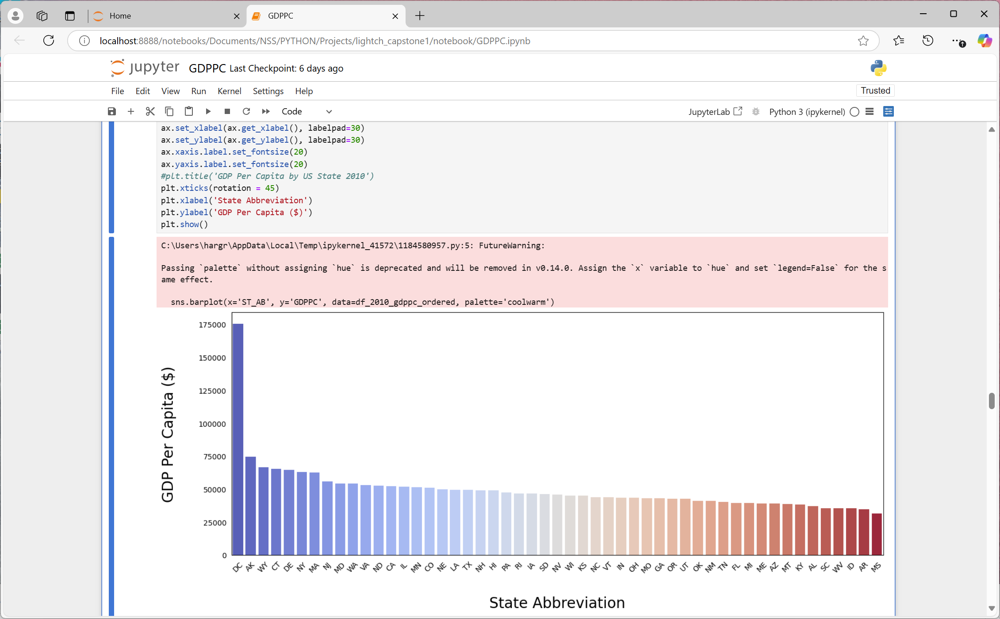 Home
GDPPC
localhost:8888/notebooks/Documents/NSS/PYTHON/Projects/lightch_capstone1/notebook/GDPPC.ipynb
jupyter GDPPC Last Checkpoint: 6 days ago
File Edit View Run Kernel Settings Help Trusted
Code JupyterLab Python 3 (ipykernel)
ax.set_xlabel(ax.get_xlabel(), labelpad=30)
ax.set_ylabel(ax.get_ylabel(), labelpad=30)
ax.xaxis.label.set_fontsize(20)
ax.yaxis.label.set_fontsize(20)
#plt.title('GDP Per Capita by US State 2010')
plt.xticks(rotation = 45)
plt.xlabel('State Abbreviation')
plt.ylabel('GDP Per Capita ($)')
plt.show()
C:\Users\hargr\AppData\Local\Temp\ipykernel_41572\1184580957.py:5: FutureWarning:
Passing `palette` without assigning `hue` is deprecated and will be removed in v0.14.0. Assign the `x` variable to `hue` and set `legend=False` for the s
ame effect.
sns.barplot(x='ST_AB', y='GDPPC', data=df_2010_gdppc_ordered, palette='coolwarm')
GDP Per Capita ($)
175000
150000
125000
100000
75000
50000
25000
0
DC AK WY CT DE NY MA NJ MD WA VA ND CA IL MN CO NE LA TX NH HI PA RI IA SD NV WI KS NC VT IN OH MO GA OR UT OK NM TN FL MI ME AZ MT KY AL SC WV ID AR MS
State Abbreviation